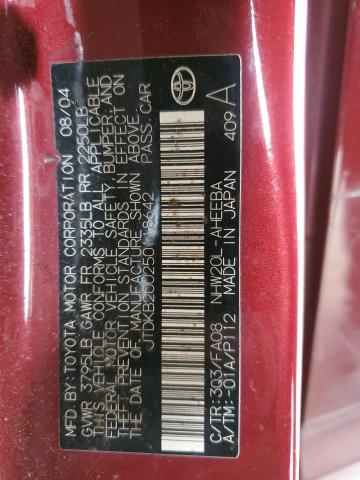 MFD. BY: TOYOTA MOTOR CORPORATION 08/04
GVWR 3795LB GAWR FR 2335LB RR 2250LB
THIS VEHICLE CONFORMS TO ALL APPLICABLE
FEDERAL MOTOR VEHICLE SAFETY, BUMPER, AND
THEFT PREVENTION STANDARDS IN EFFECT ON
THE DATE OF MANUFACTURE SHOWN ABOVE.
PASS. CAR
C/TR:3Q3/FA08 NHW20L-AHEEBA
A/TM:-01A/P112 MADE IN JAPAN 409 A